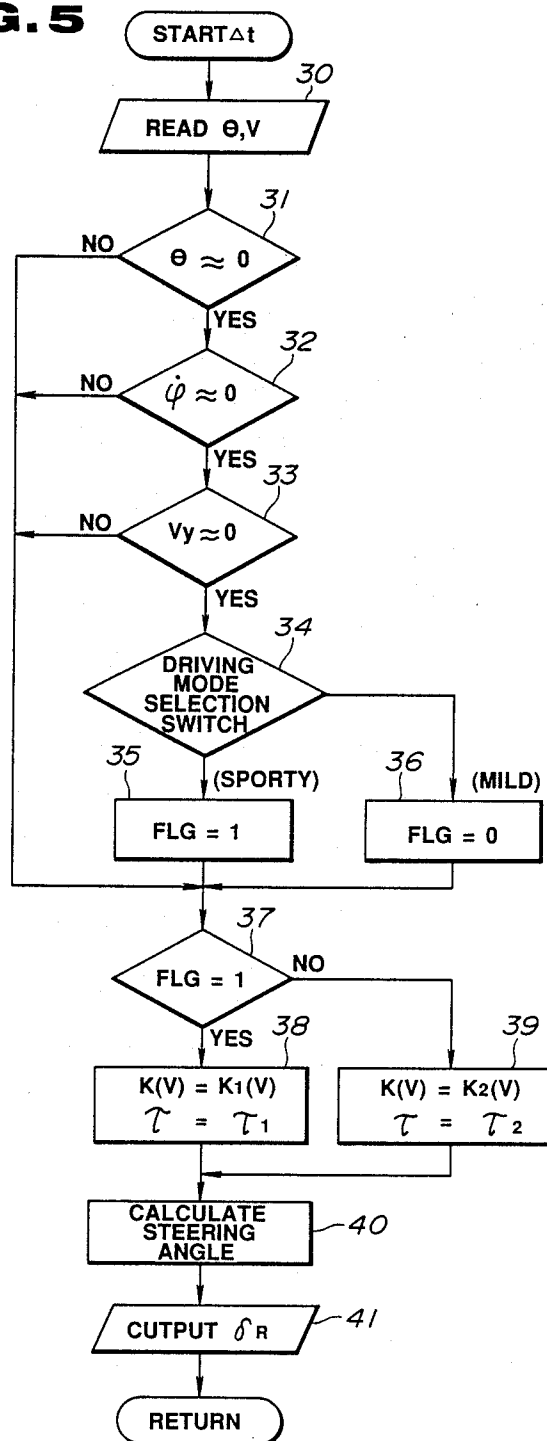 G.5
START Δt
30
READ θ,V
31
NO
θ ≈ 0
YES
32
NO
φ̇ ≈ 0
YES
33
NO
Vy ≈ 0
YES
34
DRIVING
MODE
SELECTION
SWITCH
35
(SPORTY)
36
(MILD)
FLG = 1
FLG = 0
37
FLG = 1
NO
YES
38
39
K(V) = K1(V)
τ = τ1
K(V) = K2(V)
τ = τ2
CALCULATE
STEERING
ANGLE
40
CUTPUT δR
41
RETURN